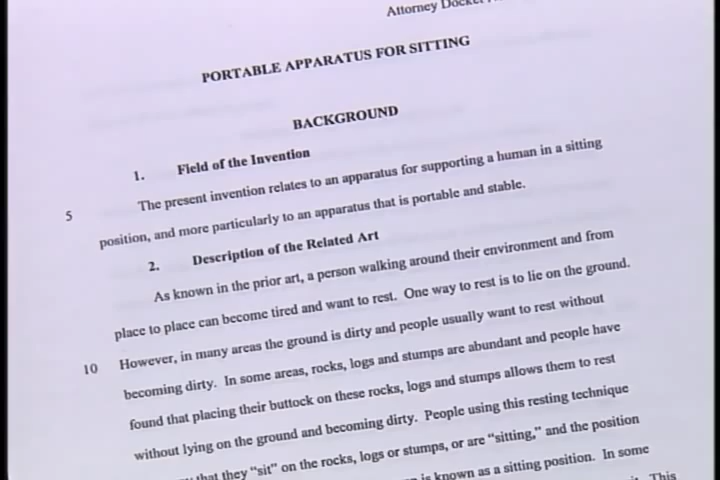 Attorney Docket
PORTABLE APPARATUS FOR SITTING
BACKGROUND
1. Field of the Invention
The present invention relates to an apparatus for supporting a human in a sitting
5 position, and more particularly to an apparatus that is portable and stable.
2. Description of the Related Art
As known in the prior art, a person walking around their environment and from
place to place can become tired and want to rest. One way to rest is to lie on the ground.
10 However, in many areas the ground is dirty and people usually want to rest without
becoming dirty. In some areas, rocks, logs and stumps are abundant and people have
found that placing their buttock on these rocks, logs and stumps allows them to rest
without lying on the ground and becoming dirty. People using this resting technique
that they “sit” on the rocks, logs or stumps, or are “sitting,” and the position
is known as a sitting position. In some
This